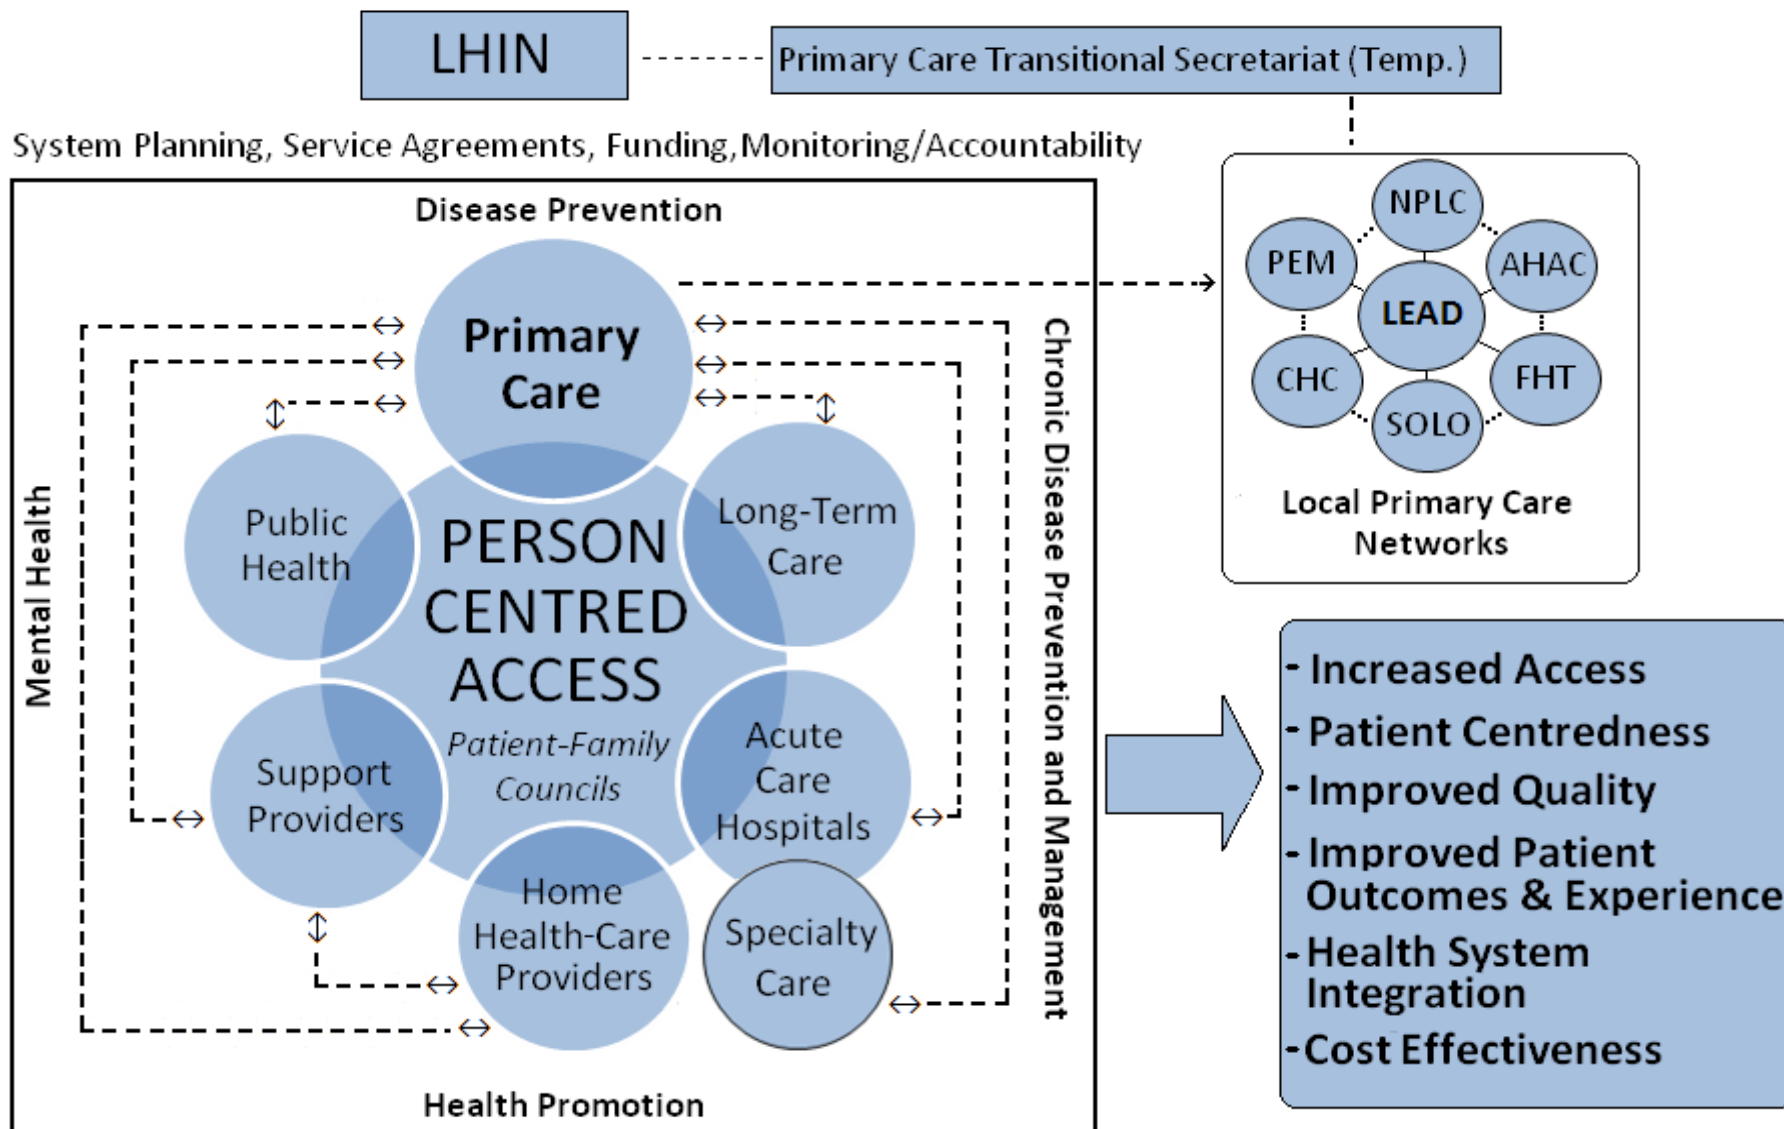 LHIN
Primary Care Transitional Secretariat (Temp.)
System Planning, Service Agreements, Funding,Monitoring/Accountability
Disease Prevention
Primary
Care
Public
Health
Long-Term
Care
PERSON
CENTRED
ACCESS
Patient-Family
Councils
Support
Providers
Acute
Care
Hospitals
Home
Health-Care
Providers
Specialty
Care
Mental Health
Chronic Disease Prevention and Management
Health Promotion
NPLC
PEM
AHAC
LEAD
CHC
FHT
SOLO
Local Primary Care
Networks
- Increased Access
- Patient Centredness
- Improved Quality
- Improved Patient
Outcomes & Experience
- Health System
Integration
- Cost Effectiveness